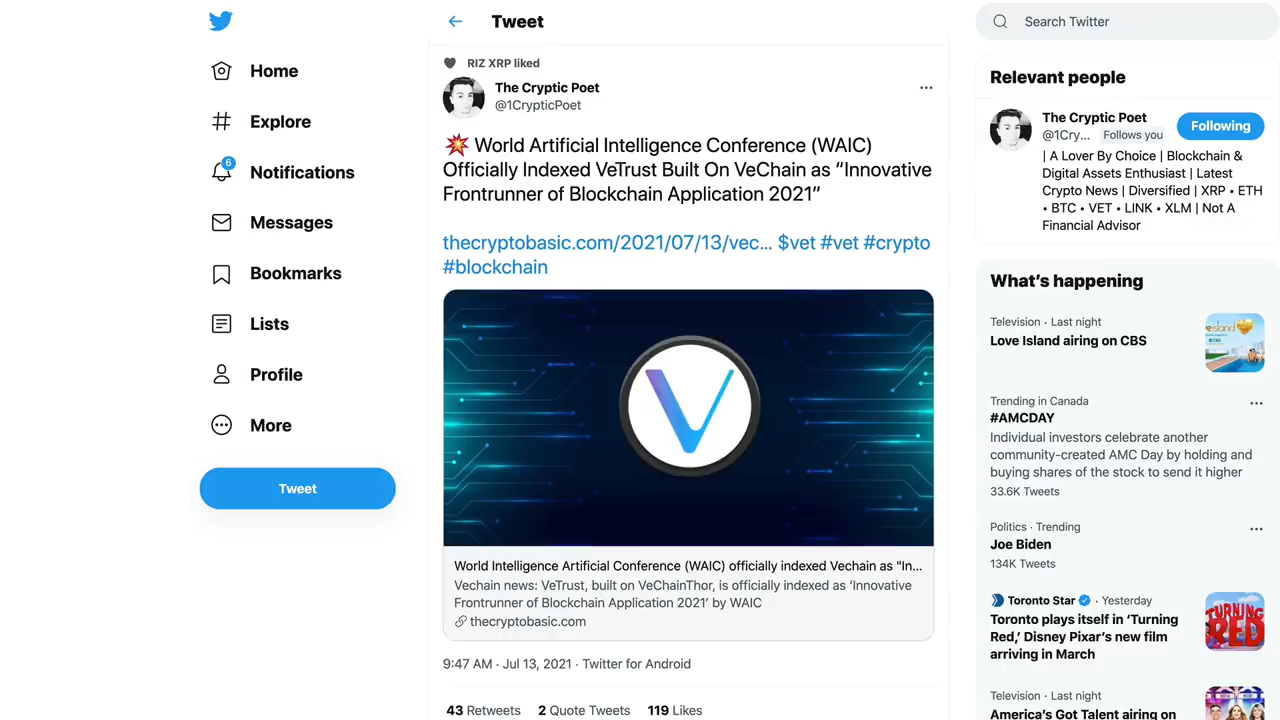 Home
Explore
6
Notifications
Messages
Bookmarks
Lists
Profile
More
Tweet
Tweet
RIZ XRP liked
The Cryptic Poet
@1CrypticPoet
💥 World Artificial Intelligence Conference (WAIC)
Officially Indexed VeTrust Built On VeChain as “Innovative
Frontrunner of Blockchain Application 2021”
thecryptobasic.com/2021/07/13/vec... $vet #vet #crypto
#blockchain
World Intelligence Artificial Conference (WAIC) officially indexed Vechain as "In...
Vechain news: VeTrust, built on VeChainThor, is officially indexed as ‘Innovative
Frontrunner of Blockchain Application 2021’ by WAIC
thecryptobasic.com
9:47 AM · Jul 13, 2021 · Twitter for Android
43 Retweets 2 Quote Tweets 119 Likes
Search Twitter
Relevant people
The Cryptic Poet
@1Cry... Follows you
Following
| A Lover By Choice | Blockchain &
Digital Assets Enthusiast | Latest
Crypto News | Diversified | XRP • ETH
• BTC • VET • LINK • XLM | Not A
Financial Advisor
What’s happening
Television · Last night
Love Island airing on CBS
Trending in Canada
#AMCDAY
Individual investors celebrate another
community-created AMC Day by holding and
buying shares of the stock to send it higher
33.6K Tweets
Politics · Trending
Joe Biden
134K Tweets
Toronto Star · Yesterday
Toronto plays itself in ‘Turning
Red,’ Disney Pixar’s new film
arriving in March
TURNING
RED
Television · Last night
America’s Got Talent airing on